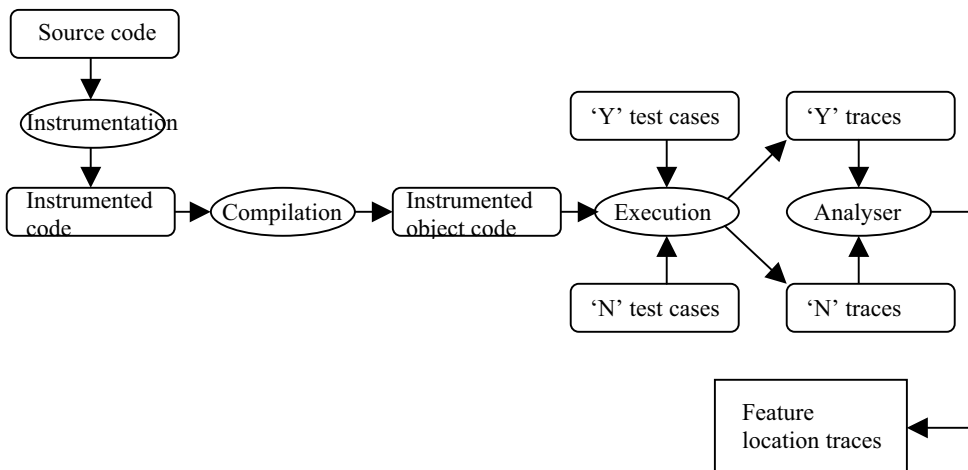 Source code
Instrumentation
Instrumented
code
Compilation
Instrumented
object code
‘Y’ test cases
Execution
‘N’ test cases
‘Y’ traces
Analyser
‘N’ traces
Feature
location traces